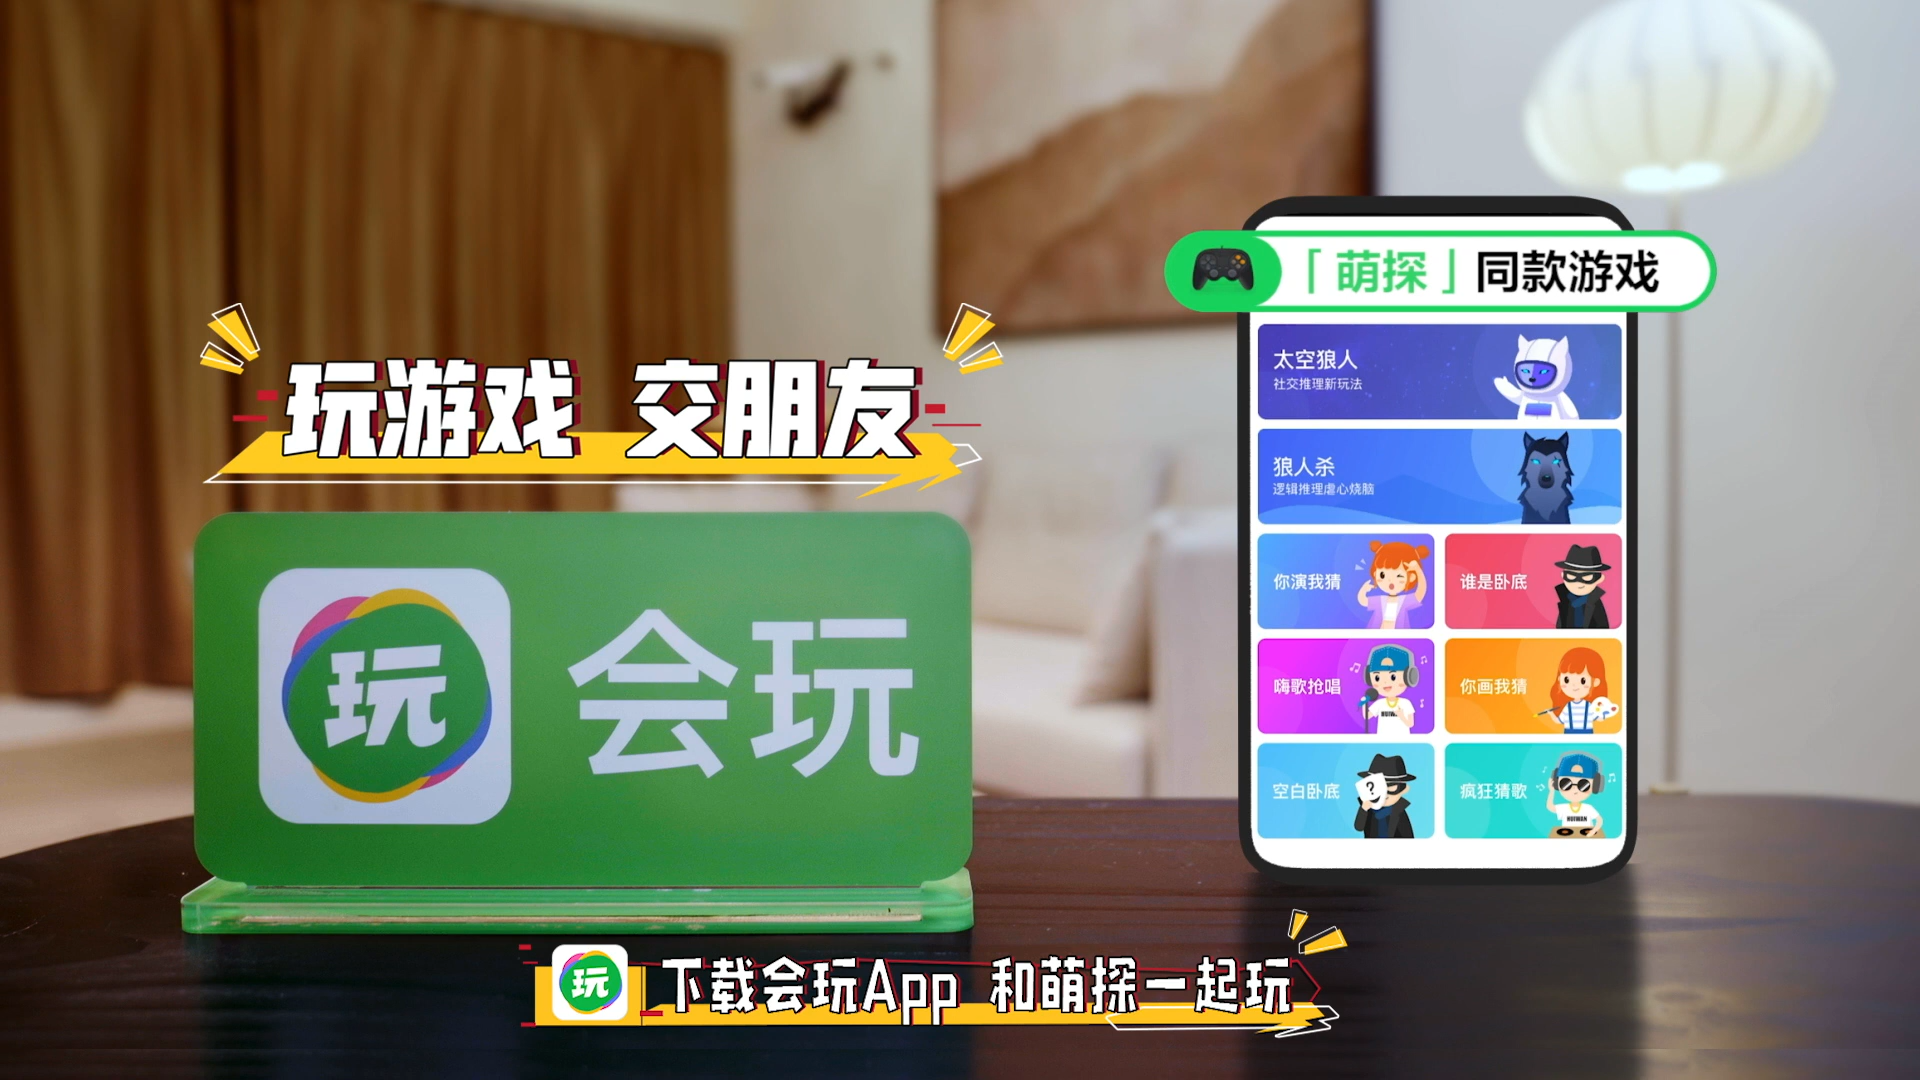 玩游戏 交朋友
玩
会玩
「萌探」同款游戏
太空狼人
社交推理新玩法
狼人杀
逻辑推理虐心烧脑
你演我猜
谁是卧底
嗨歌抢唱
你画我猜
空白卧底
?
疯狂猜歌
HUIWAN
玩
下载会玩App 和萌探一起玩